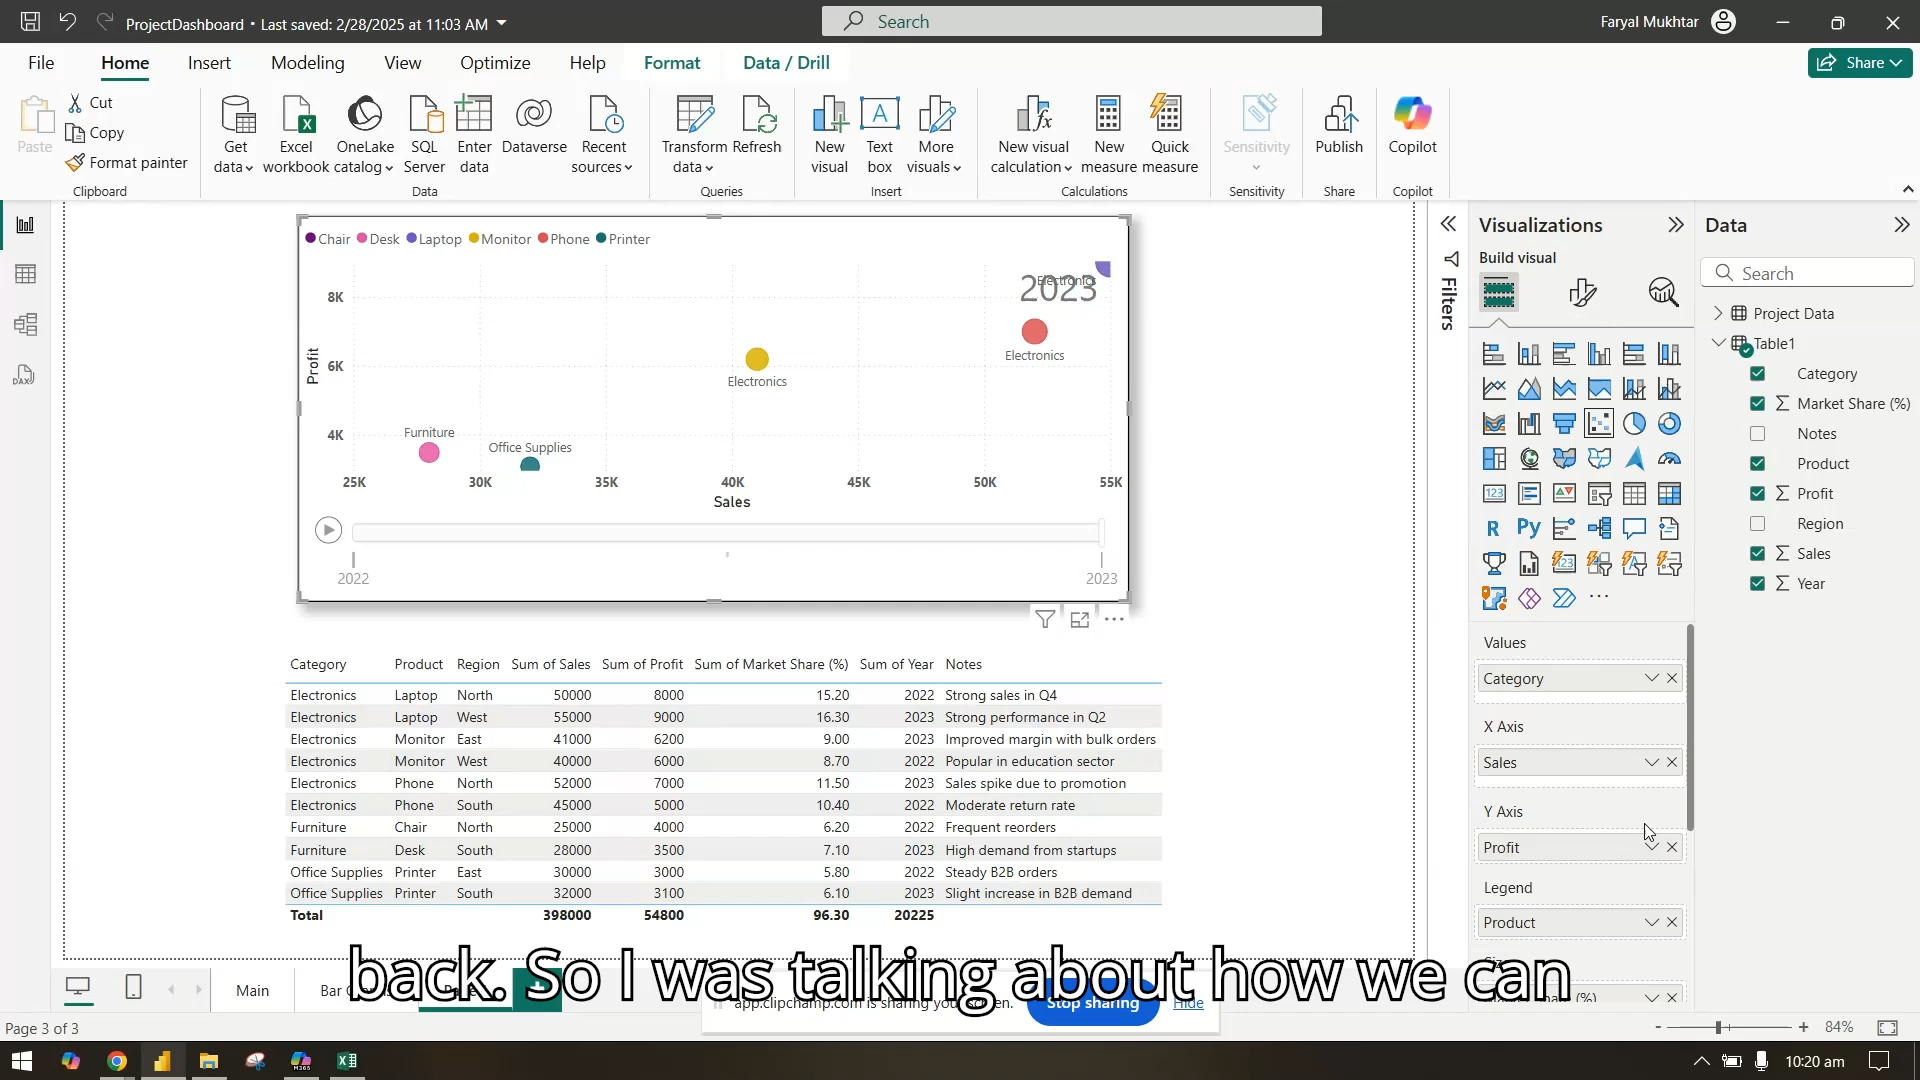 ProjectDashboard • Last saved: 2/28/2025 at 11:03 AM
Search
Faryal Mukhtar
File Home Insert Modeling View Optimize Help Format Data / Drill
Share
Paste
Cut
Copy
Format painter
Clipboard
Get data
Excel workbook
OneLake catalog
SQL Server
Enter data
Dataverse
Recent sources
Data
Transform data
Refresh
Queries
New visual
Text box
More visuals
Insert
New visual calculation
New measure
Quick measure
Calculations
Sensitivity
Sensitivity
Publish
Share
Copilot
Copilot
Chair Desk Laptop Monitor Phone Printer
2023
Electronics
8K
Electronics
6K
Electronics
Profit
Furniture
4K
Office Supplies
25K 30K 35K 40K 45K 50K 55K
Sales
2022 2023
Category Product Region Sum of Sales Sum of Profit Sum of Market Share (%) Sum of Year Notes
Electronics Laptop North 50000 8000 15.20 2022 Strong sales in Q4
Electronics Laptop West 55000 9000 16.30 2023 Strong performance in Q2
Electronics Monitor East 41000 6200 9.00 2023 Improved margin with bulk orders
Electronics Monitor West 40000 6000 8.70 2022 Popular in education sector
Electronics Phone North 52000 7000 11.50 2023 Sales spike due to promotion
Electronics Phone South 45000 5000 10.40 2022 Moderate return rate
Furniture Chair North 25000 4000 6.20 2022 Frequent reorders
Furniture Desk South 28000 3500 7.10 2023 High demand from startups
Office Supplies Printer East 30000 3000 5.80 2022 Steady B2B orders
Office Supplies Printer South 32000 3100 6.10 2023 Slight increase in B2B demand
Total 398000 54800 96.30 20225
Filters
Visualizations
Build visual
Values
Category
X Axis
Sales
Y Axis
Profit
Legend
Product
Data
Search
Project Data
Table1
Category
Market Share (%)
Notes
Product
Profit
Region
Sales
Year
back. So I was talking about how we can
Main
app.clipchamp.com is sharing your screen.
Stop sharing
Hide
Page 3 of 3
84%
10:20 am